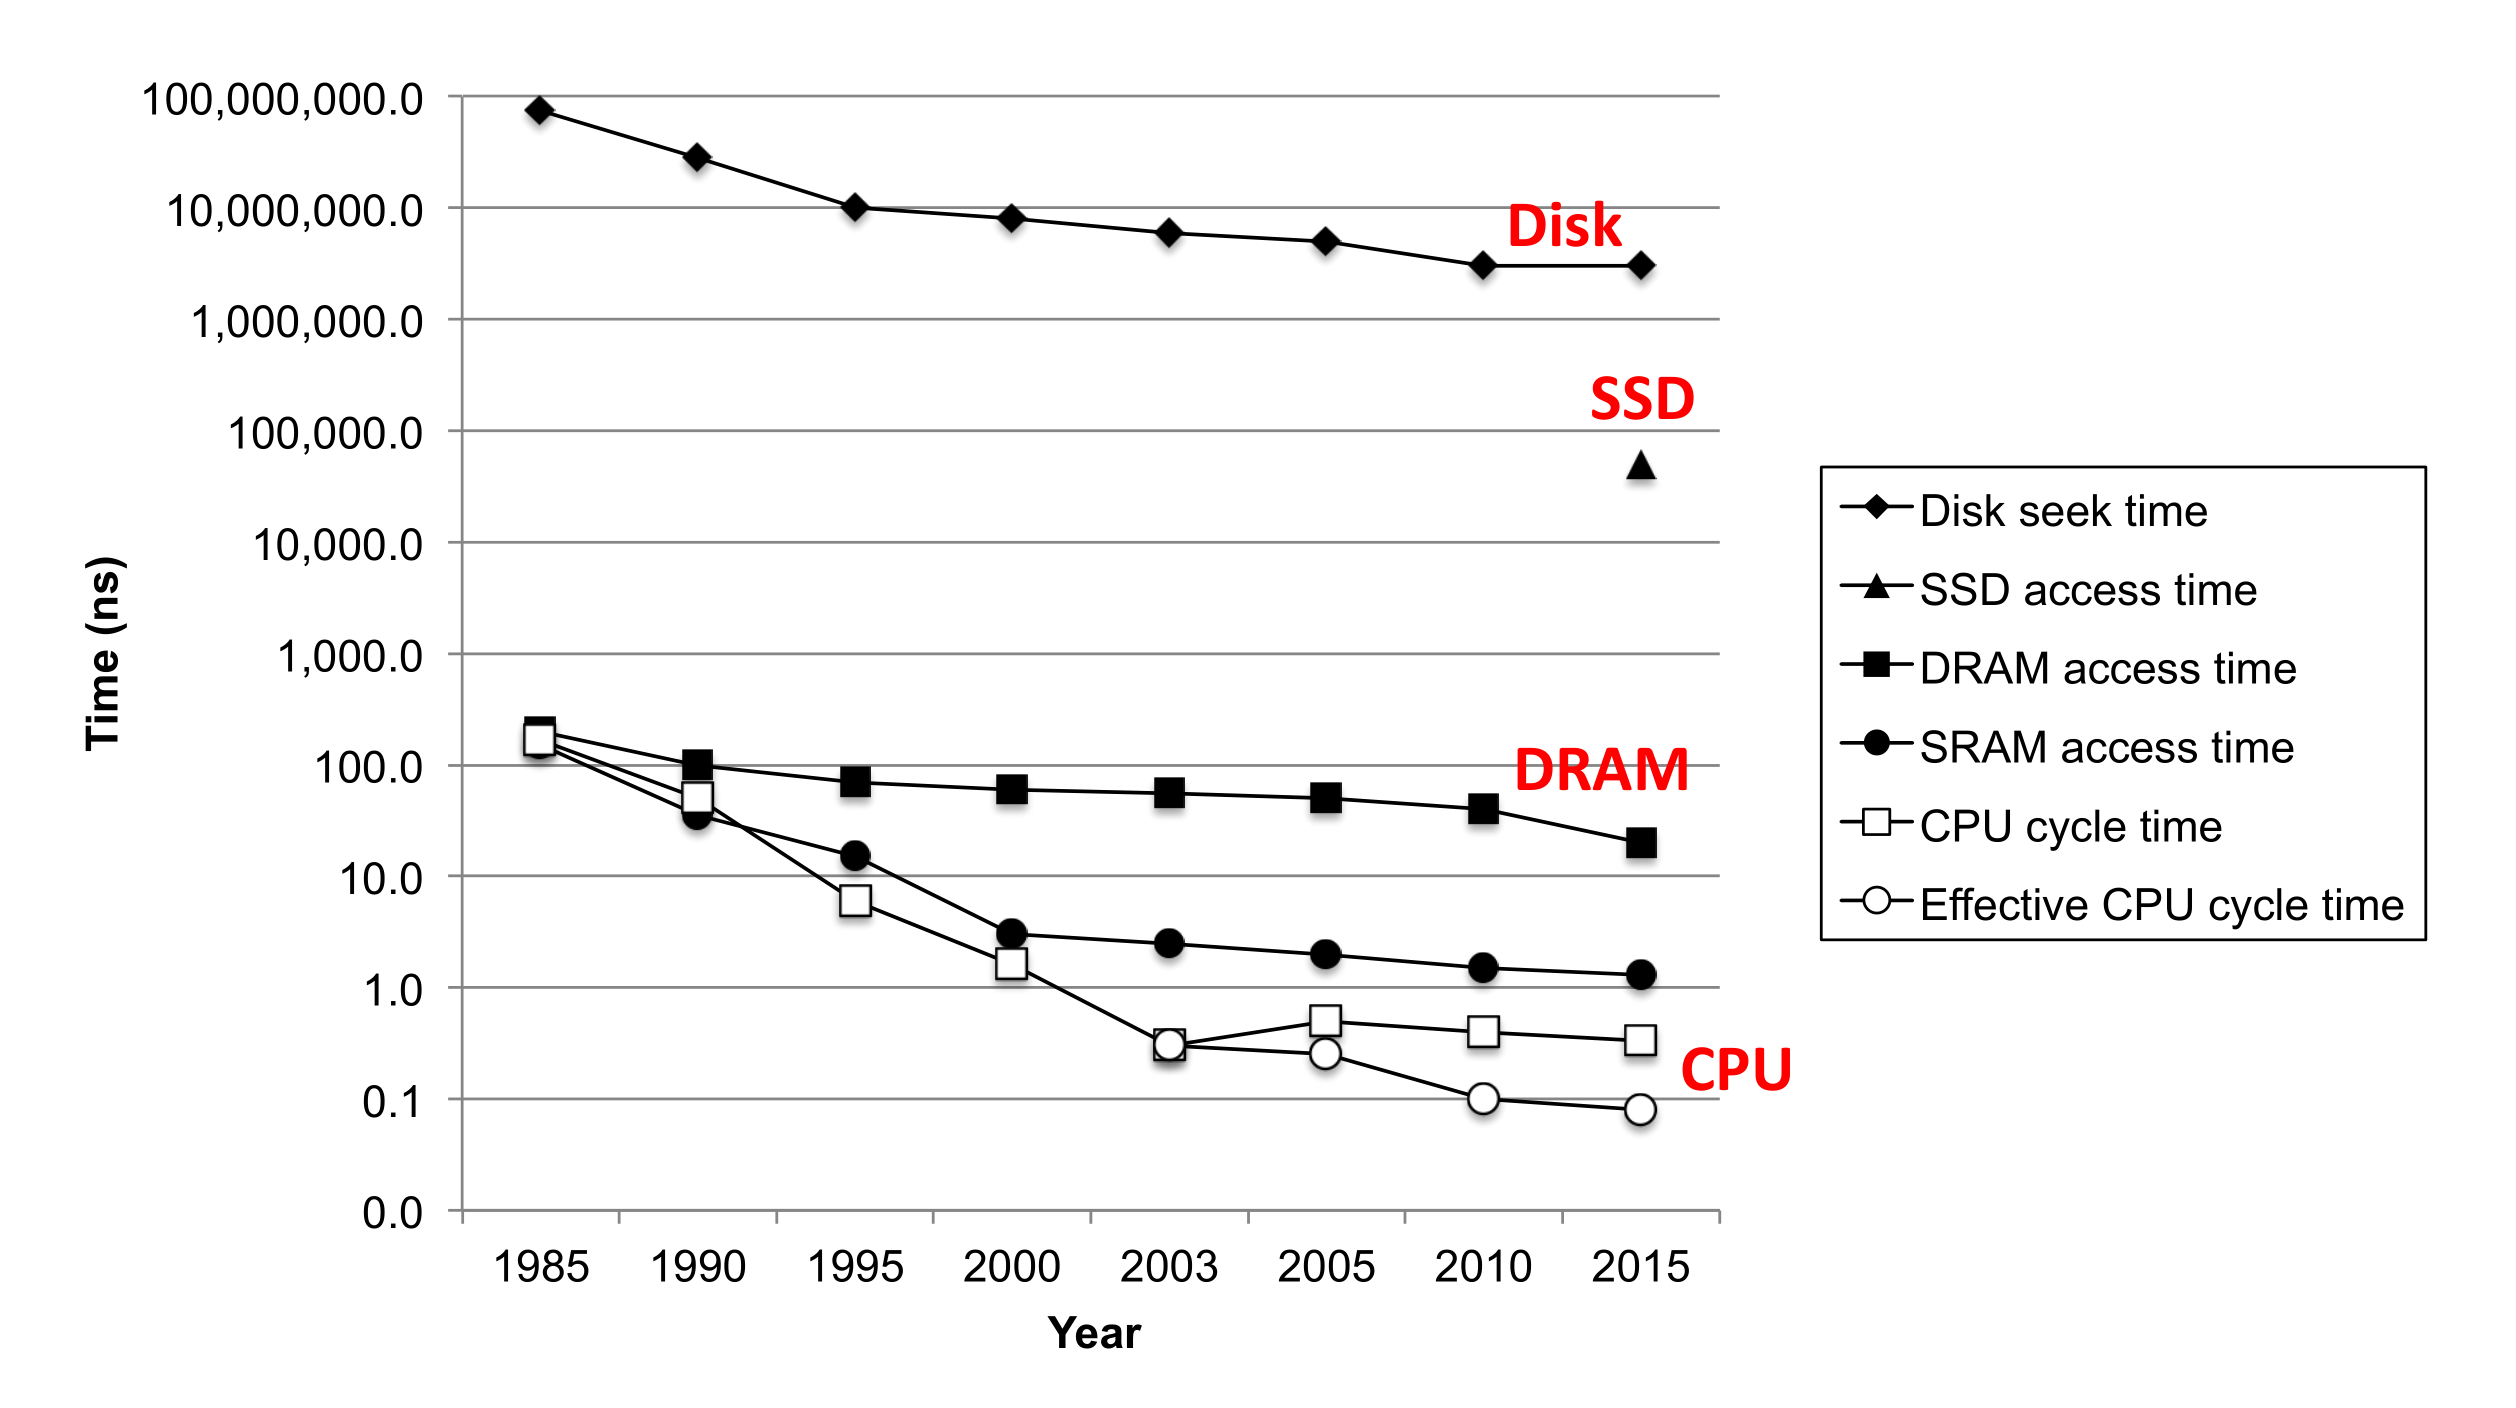 100,000,000.0
10,000,000.0
1,000,000.0
100,000.0
10,000.0
1,000.0
100.0
10.0
1.0
0.1
0.0
Time (ns)
1985 1990 1995 2000 2003 2005 2010 2015
Year
Disk
SSD
DRAM
CPU
Disk seek time
SSD access time
DRAM access time
SRAM access time
CPU cycle time
Effective CPU cycle time